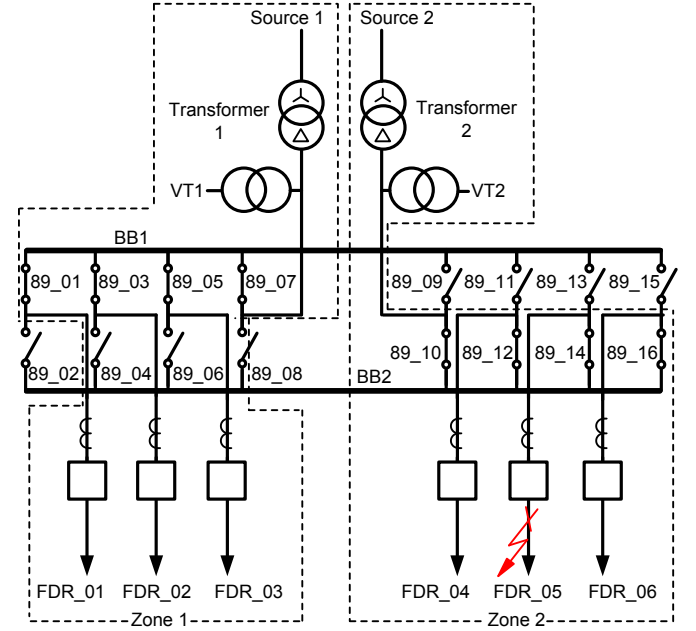 Source 1 Source 2
Transformer
1
Transformer
2
VT1 VT2
BB1
89_01 89_03 89_05 89_07 89_09 89_11 89_13 89_15
89_10 89_12 89_14 89_16
89_02 89_04 89_06 89_08
BB2
FDR_01 FDR_02 FDR_03 FDR_04 FDR_05 FDR_06
Zone 1 Zone 2